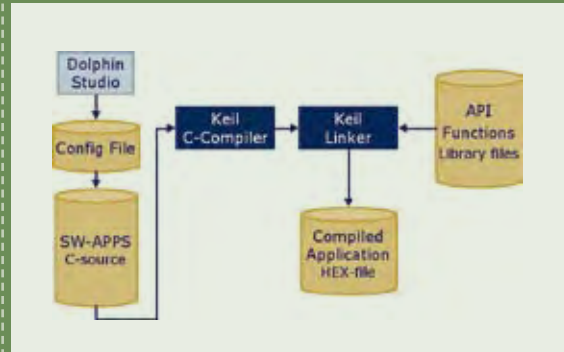 Dolphin
Studio
Config File
SW-APPS
C-source
Keil
C-Compiler
Keil
Linker
API
Functions
Library files
Compiled
Application
HEX-file